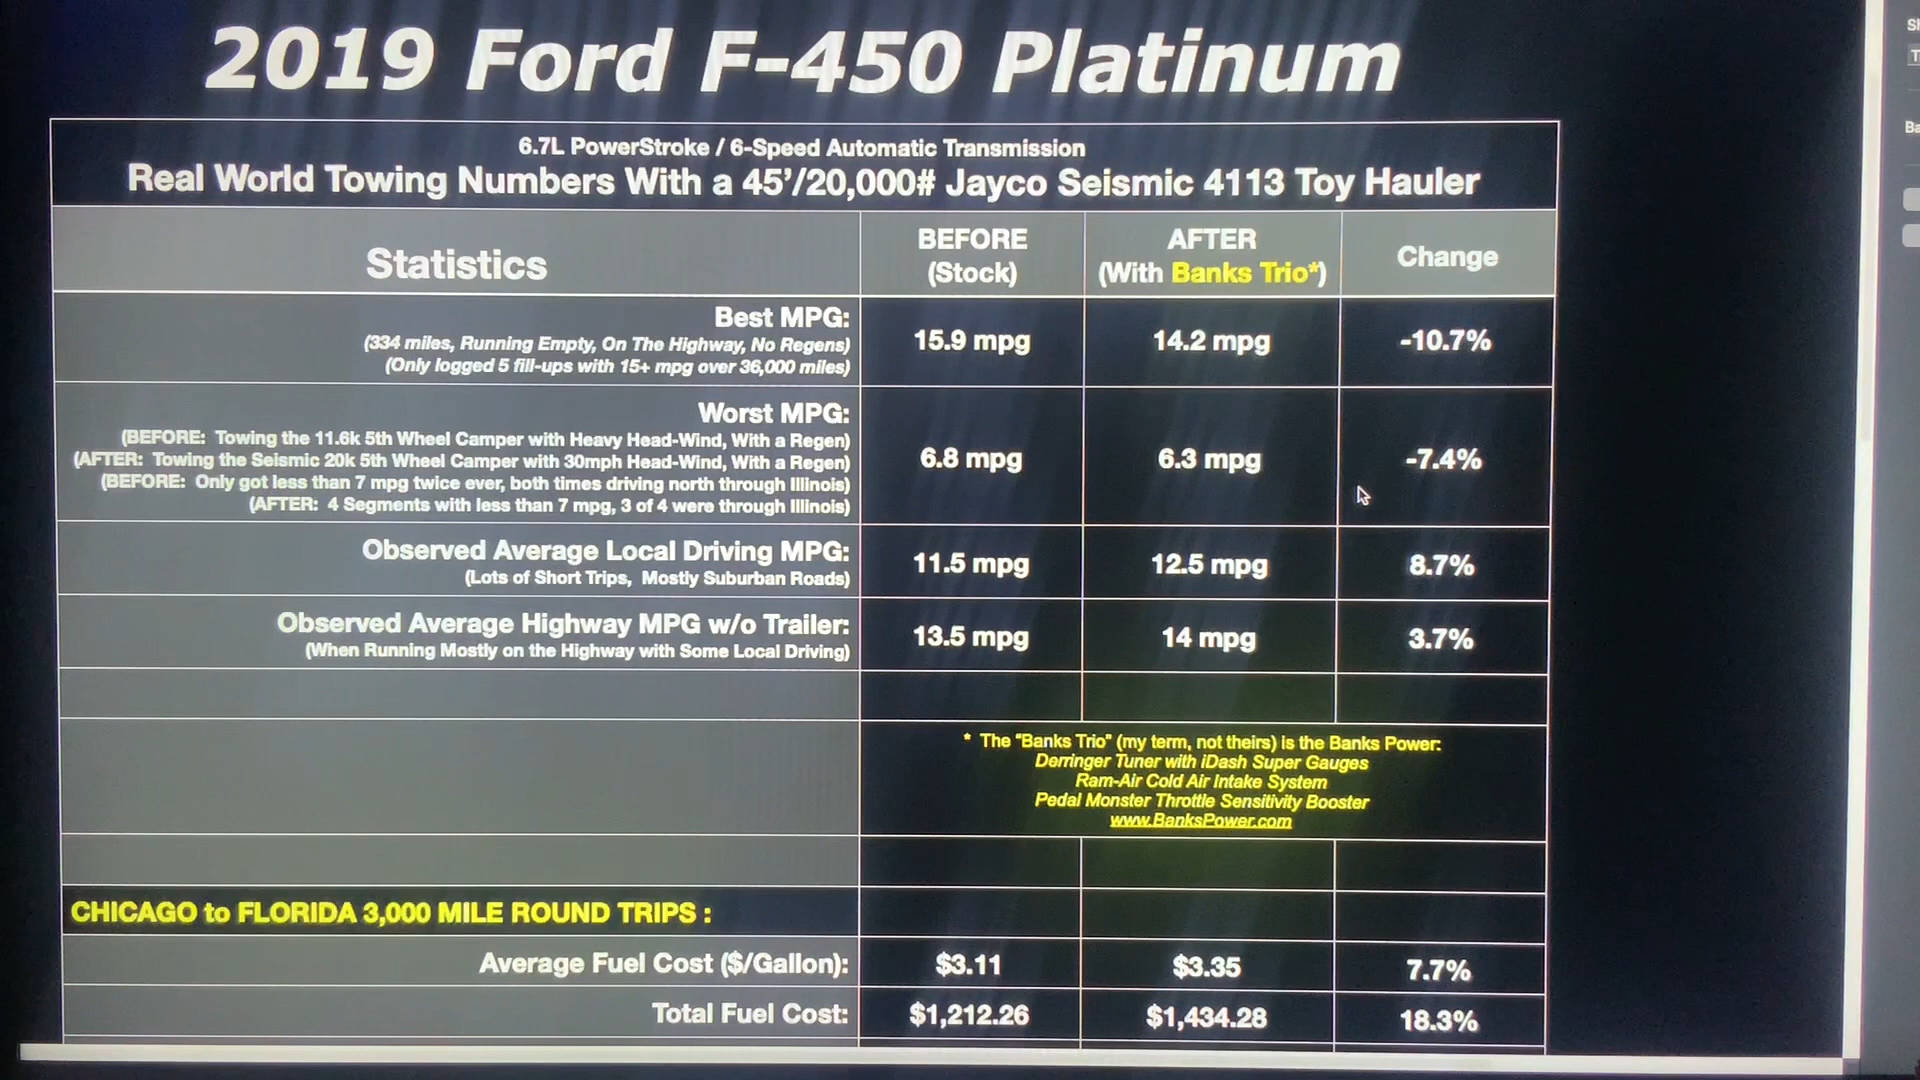 2019 Ford F-450 Platinum
6.7L PowerStroke / 6-Speed Automatic Transmission
Real World Towing Numbers With a 45'/20,000# Jayco Seismic 4113 Toy Hauler
Statistics
BEFORE
(Stock)
AFTER
(With Banks Trio*)
Change
Best MPG:
(334 miles, Running Empty, On The Highway, No Regens)
(Only logged 5 fill-ups with 15+ mpg over 36,000 miles)
15.9 mpg
14.2 mpg
-10.7%
Worst MPG:
(BEFORE: Towing the 11.6k 5th Wheel Camper with Heavy Head-Wind, With a Regen)
(AFTER: Towing the Seismic 20k 5th Wheel Camper with 30mph Head-Wind, With a Regen)
(BEFORE: Only got less than 7 mpg twice ever, both times driving north through Illinois)
(AFTER: 4 Segments with less than 7 mpg, 3 of 4 were through Illinois)
6.8 mpg
6.3 mpg
-7.4%
Observed Average Local Driving MPG:
(Lots of Short Trips, Mostly Suburban Roads)
11.5 mpg
12.5 mpg
8.7%
Observed Average Highway MPG w/o Trailer:
(When Running Mostly on the Highway with Some Local Driving)
13.5 mpg
14 mpg
3.7%
* The "Banks Trio" (my term, not theirs) is the Banks Power:
Derringer Tuner with iDash Super Gauges
Ram-Air Cold Air Intake System
Pedal Monster Throttle Sensitivity Booster
www.BanksPower.com
CHICAGO to FLORIDA 3,000 MILE ROUND TRIPS :
Average Fuel Cost ($/Gallon):
$3.11
$3.35
7.7%
Total Fuel Cost:
$1,212.26
$1,434.28
18.3%